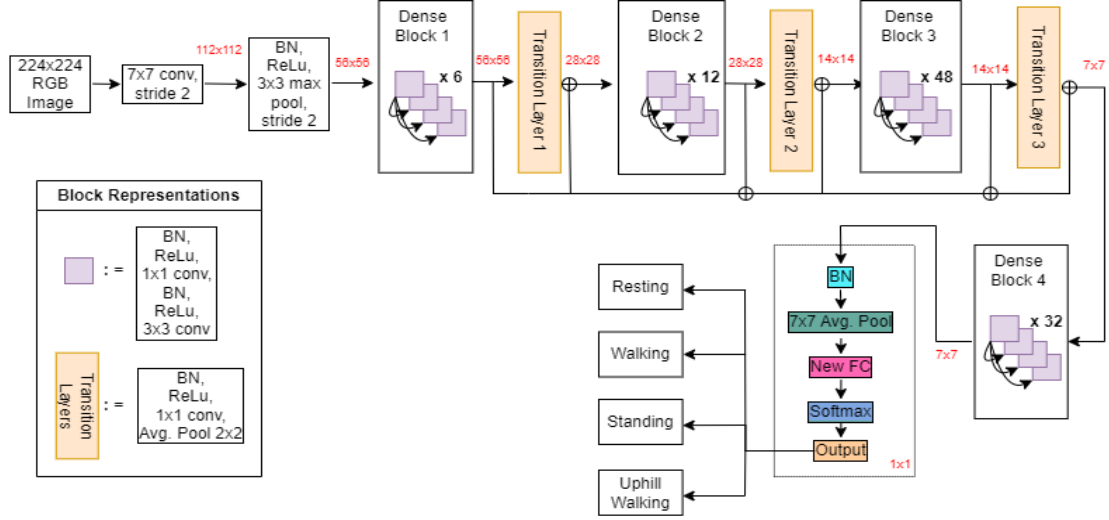 224x224
RGB
Image
7x7 conv,
stride 2
112x112
BN,
ReLu,
3x3 max
pool,
stride 2
56x56
Dense
Block 1
x 6
56x56
Transition Layer 1
28x28
Dense
Block 2
x 12
28x28
Transition Layer 2
14x14
Dense
Block 3
x 48
14x14
Transition Layer 3
7x7
Block Representations
: =
BN,
ReLu,
1x1 conv,
BN,
ReLu,
3x3 conv
Transition
Layers
: =
BN,
ReLu,
1x1 conv,
Avg. Pool 2x2
Resting
Walking
Standing
Uphill
Walking
BN
7x7 Avg. Pool
New FC
Softmax
Output
1x1
7x7
Dense
Block 4
x 32